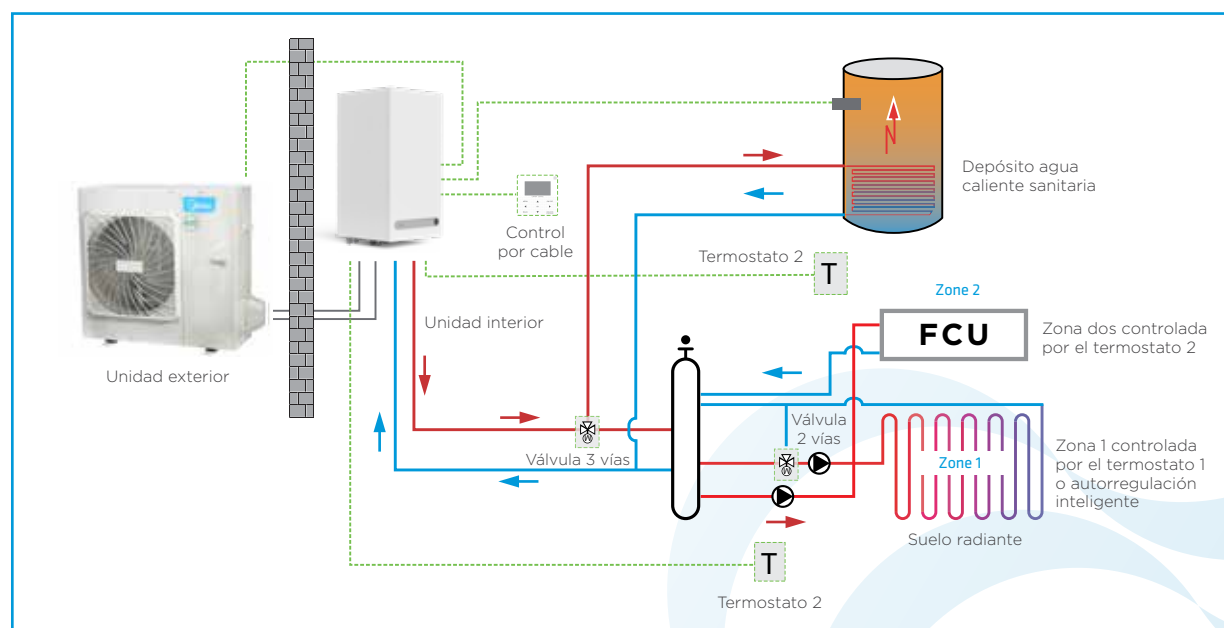 Depósito agua
caliente sanitaria
Control
por cable
Termostato 2
T
Unidad interior
Unidad exterior
Zone 2
FCU
Zona dos controlada
por el termostato 2
Válvula 3 vías
Válvula
2 vías
Zone 1
Zona 1 controlada
por el termostato 1
o autorregulación
inteligente
Suelo radiante
T
Termostato 2